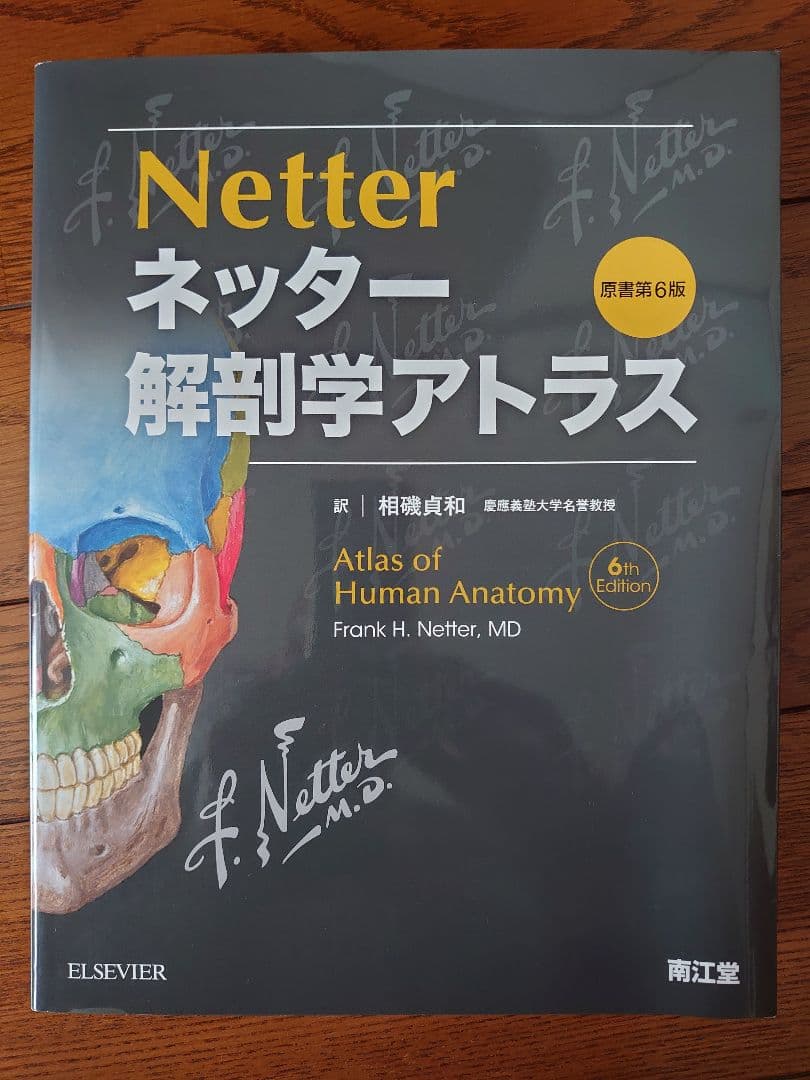 Netter
ネッター
解剖学アトラス
原書第6版
訳｜相磯貞和 慶應義塾大学名誉教授
Atlas of
Human Anatomy
6th
Edition
Frank H. Netter, MD
F. Netter
M.D.
ELSEVIER
南江堂